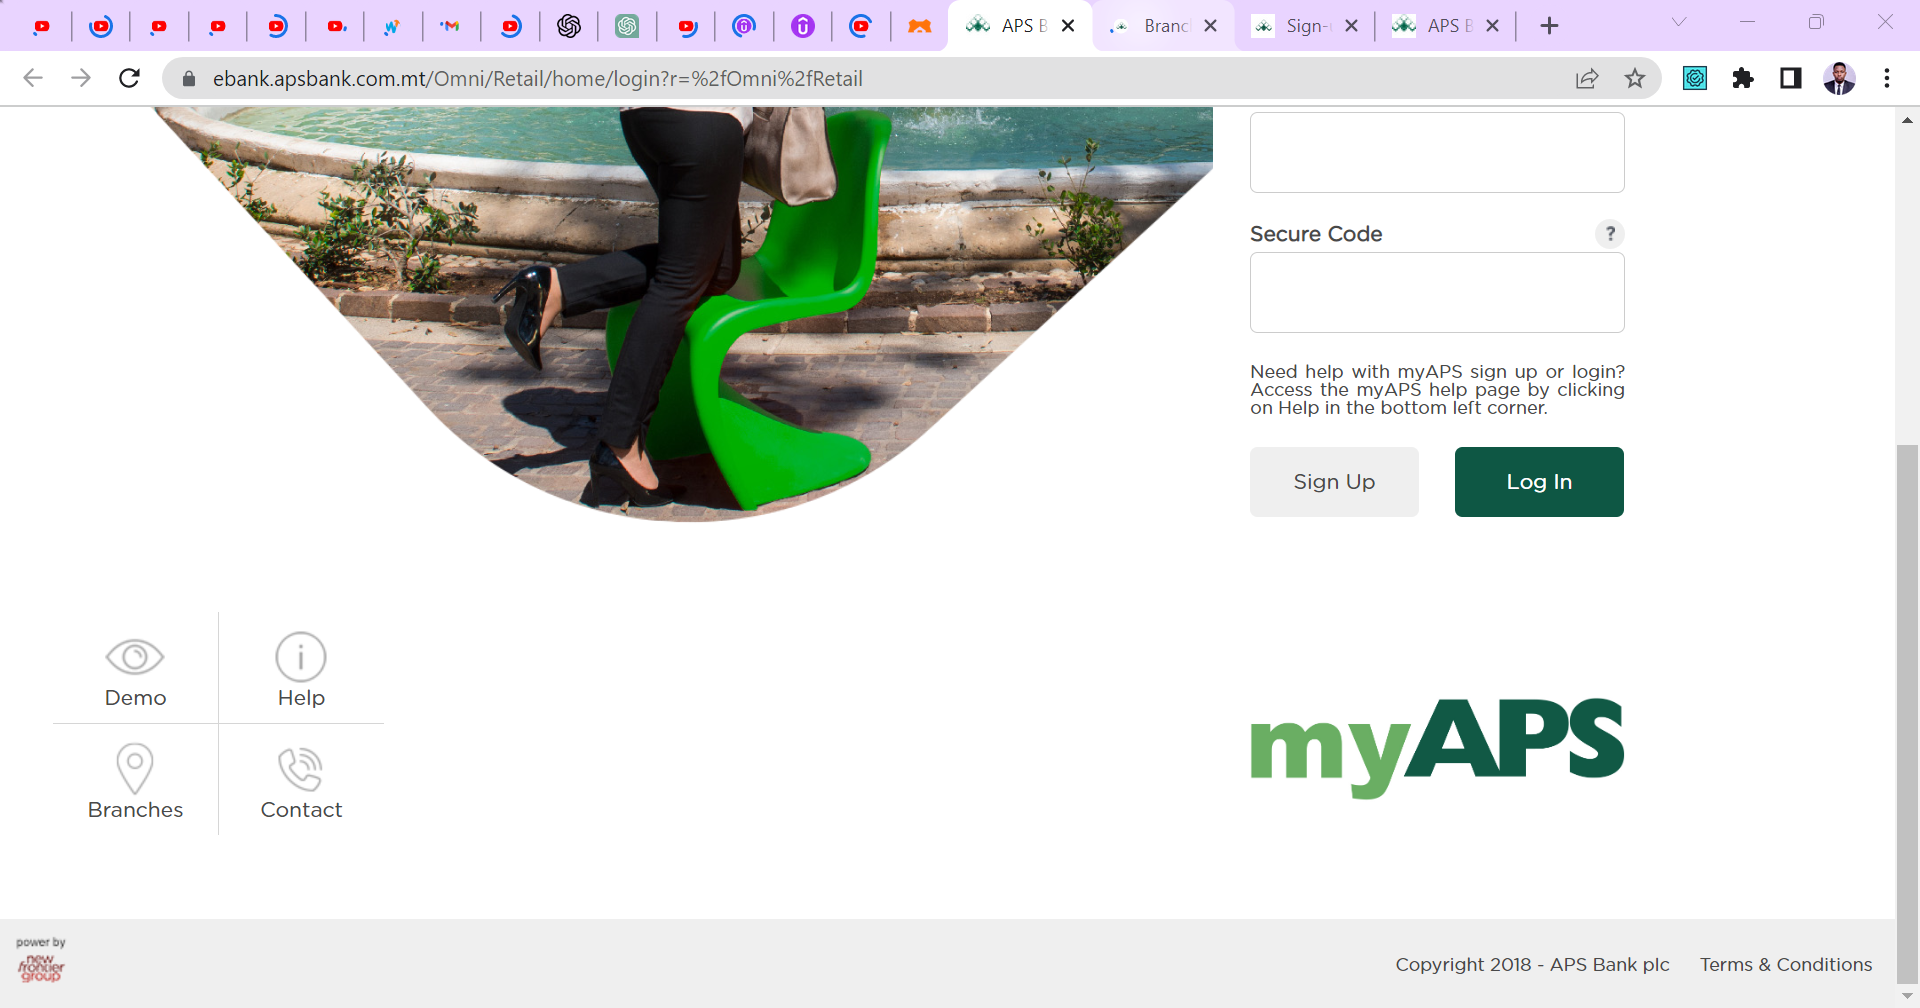 APS B
Branc
Sign-
APS B
ebank.apsbank.com.mt/Omni/Retail/home/login?r=%2fOmni%2fRetail
Secure Code
?
Need help with myAPS sign up or login?
Access the myAPS help page by clicking
on Help in the bottom left corner.
Sign Up
Log In
Demo
Help
Branches
Contact
myAPS
power by
new
frontier
group
Copyright 2018 - APS Bank plc
Terms & Conditions